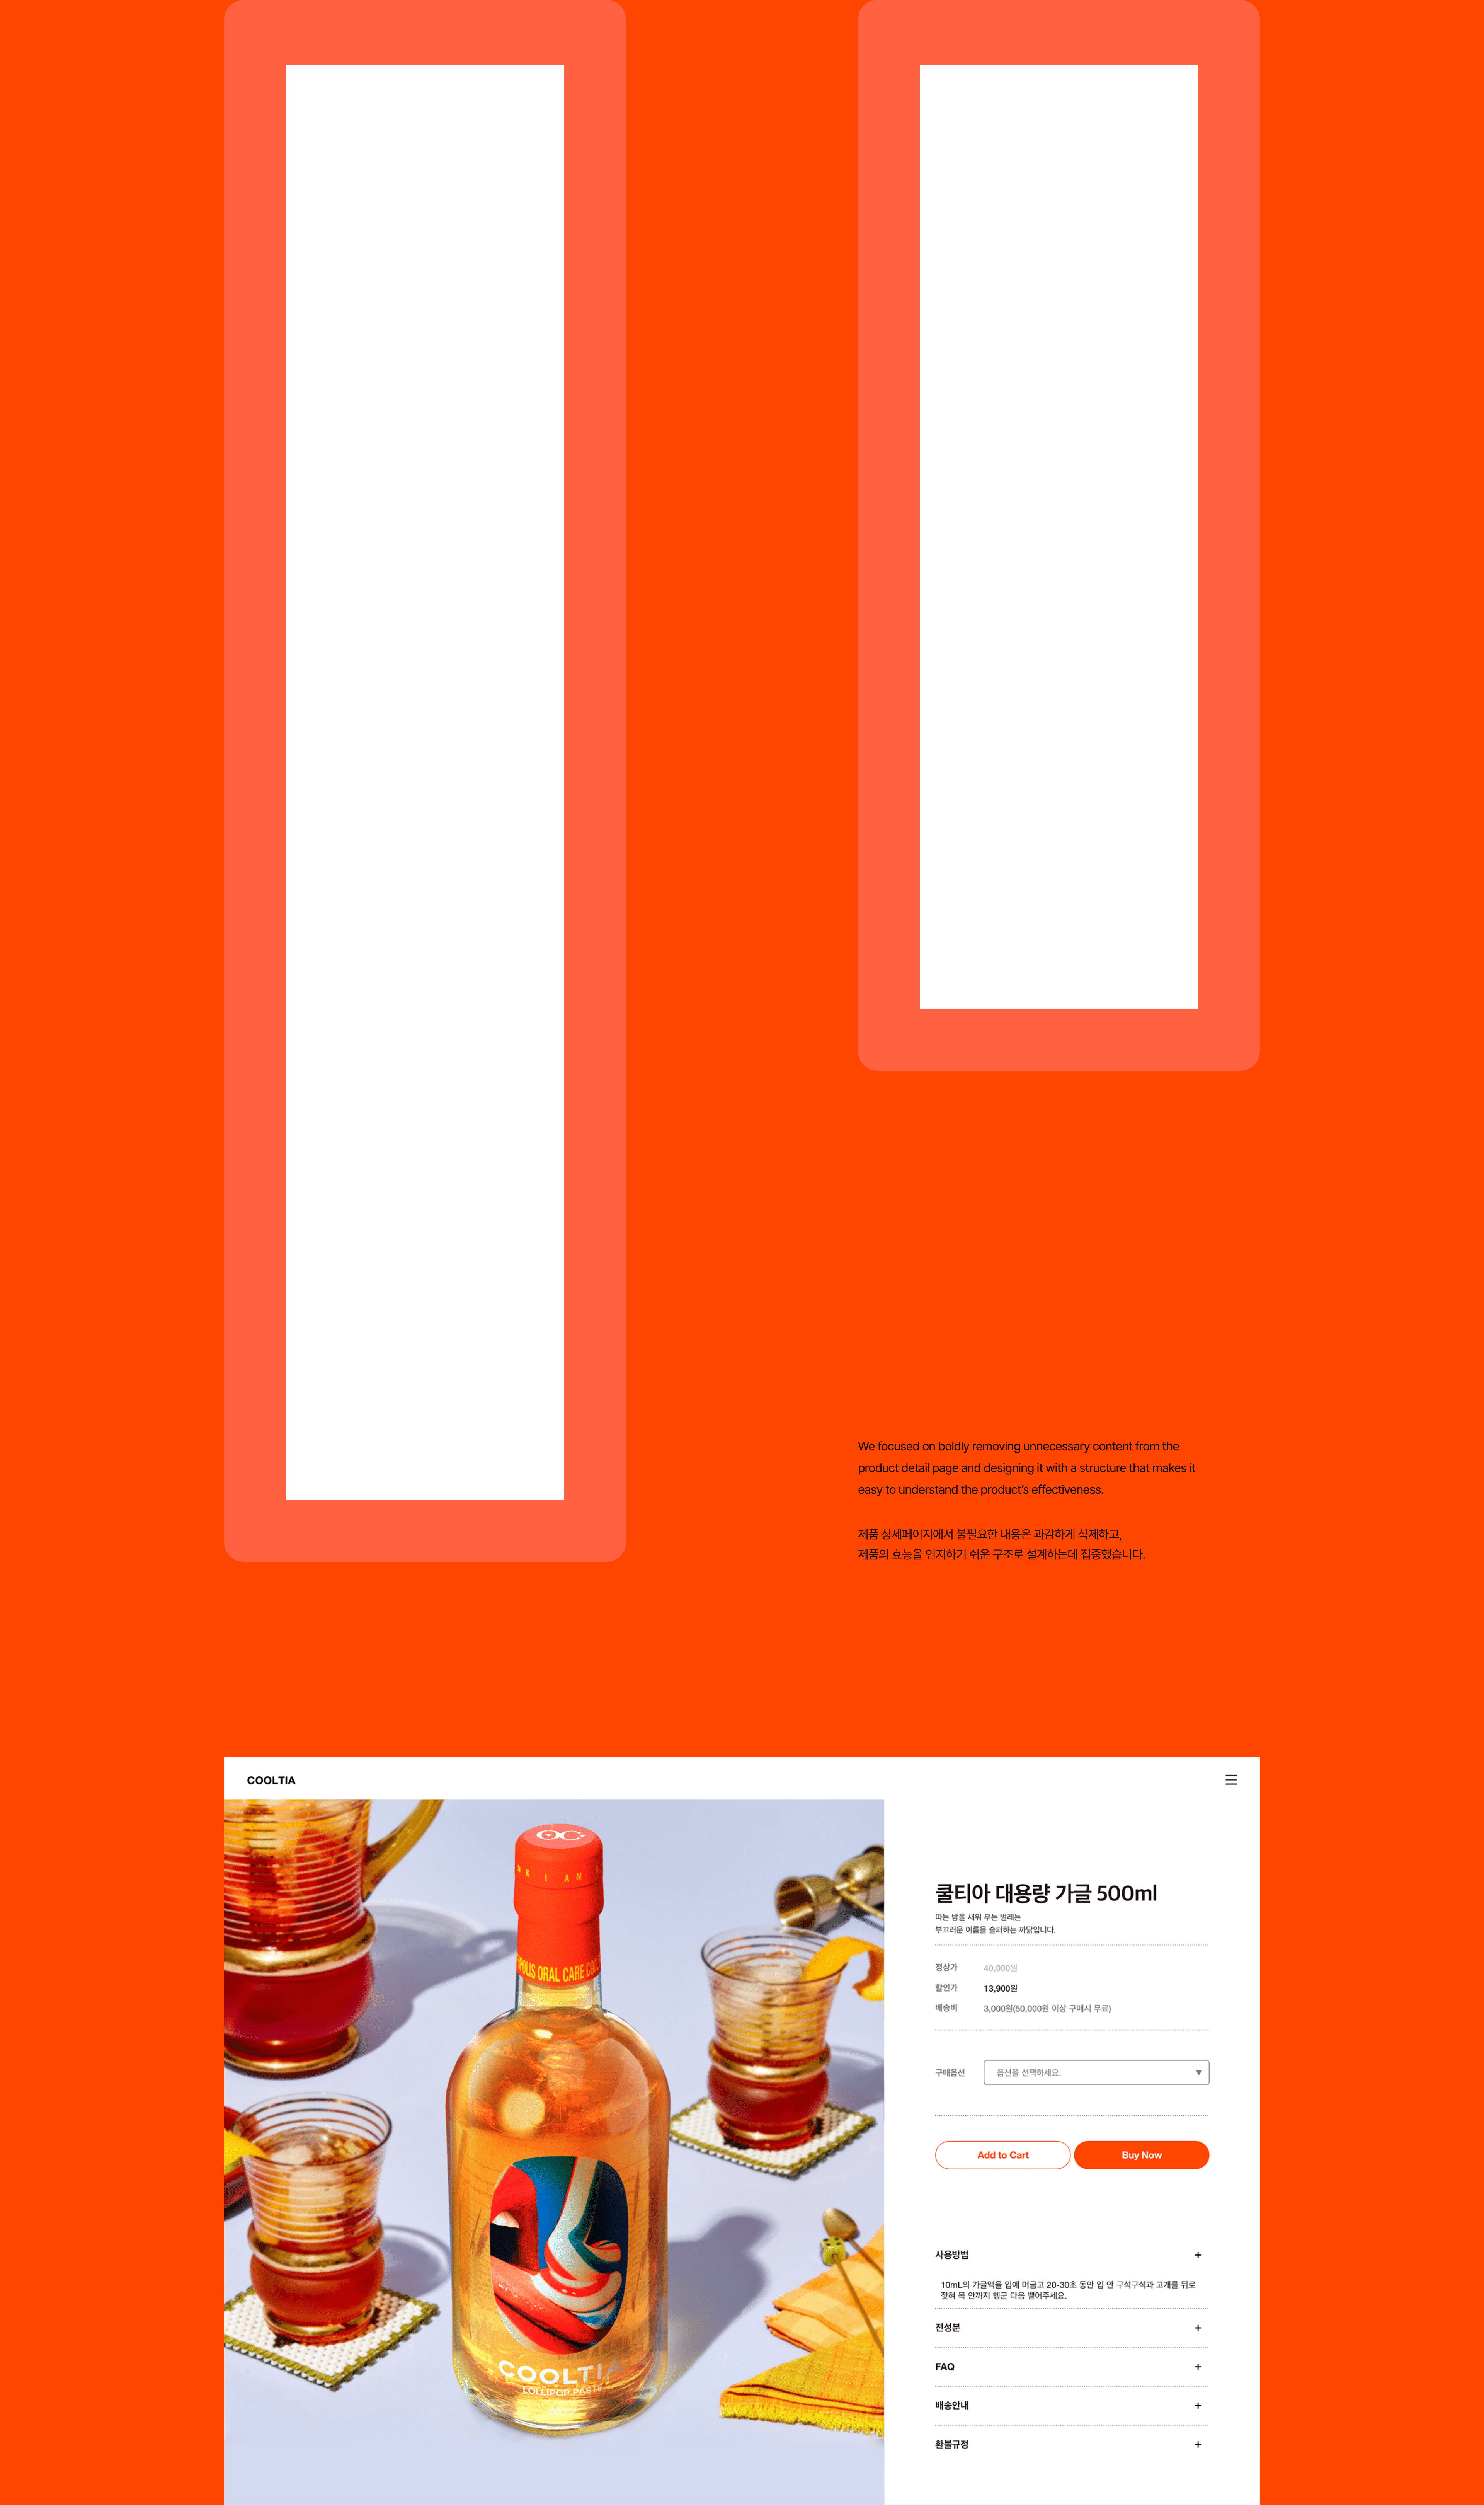 We focused on boldly removing unnecessary content from the
product detail page and designing it with a structure that makes it
easy to understand the product's effectiveness.
제품 상세페이지에서 불필요한 내용은 과감하게 삭제하고,
제품의 효능을 인지하기 쉬운 구조로 설계하는데 집중했습니다.
COOLTIA
OC
N K I A M
OPOLIS ORAL CARE CO
COOLTIA
LOLLIPOP PASTE
쿨티아 대용량 가글 500ml
따는 밤을 새워 우는 벌레는
부끄러운 이름을 슬퍼하는 까닭입니다.
정상가 40,000원
할인가 13,900원
배송비 3,000원(50,000원 이상 구매시 무료)
구매옵션 옵션을 선택하세요.
Add to Cart Buy Now
사용방법 +
10mL의 가글액을 입에 머금고 20-30초 동안 입 안 구석구석과 고개를 뒤로
젖혀 목 안까지 헹군 다음 뱉어주세요.
전성분 +
FAQ +
배송안내 +
환불규정 +